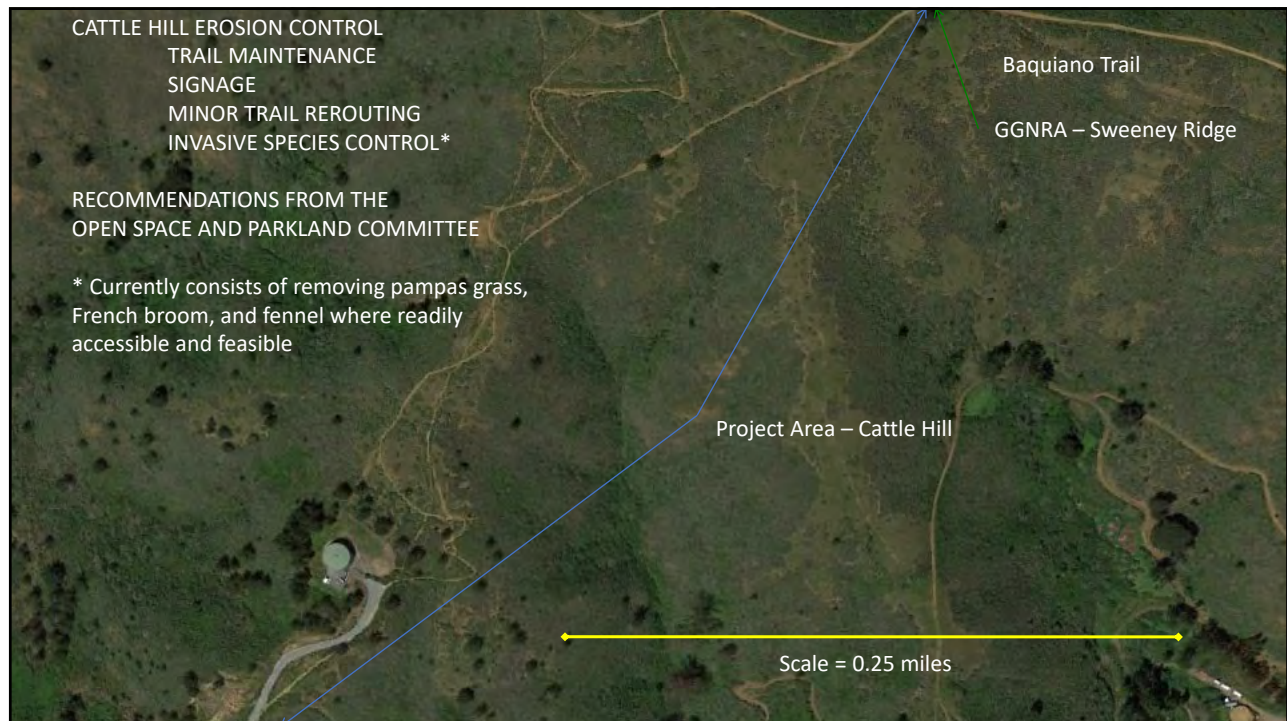 CATTLE HILL EROSION CONTROL
TRAIL MAINTENANCE
SIGNAGE
MINOR TRAIL REROUTING
INVASIVE SPECIES CONTROL*
RECOMMENDATIONS FROM THE
OPEN SPACE AND PARKLAND COMMITTEE
* Currently consists of removing pampas grass,
French broom, and fennel where readily
accessible and feasible
Baquiano Trail
GGNRA – Sweeney Ridge
Project Area – Cattle Hill
Scale = 0.25 miles